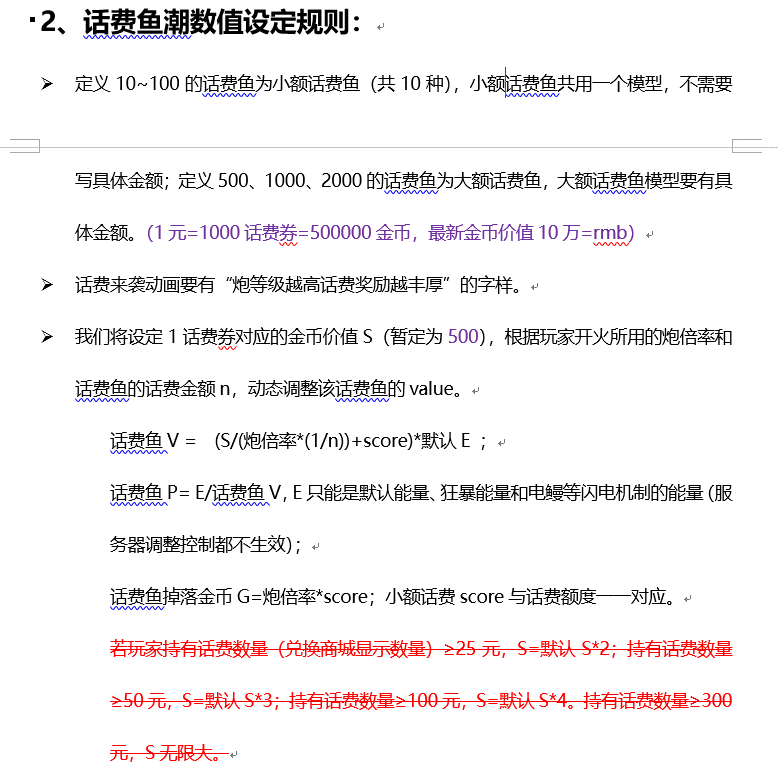 2、话费鱼潮数值设定规则：
➢ 定义 10~100 的话费鱼为小额话费鱼（共 10 种），小额话费鱼共用一个模型，不需要
写具体金额；定义 500、1000、2000 的话费鱼为大额话费鱼，大额话费鱼模型要有具
体金额。（1 元=1000 话费券=500000 金币，最新金币价值 10 万=rmb）
➢ 话费来袭动画要有“炮等级越高话费奖励越丰厚”的字样。
➢ 我们将设定 1 话费券对应的金币价值 S（暂定为 500），根据玩家开火所用的炮倍率和
话费鱼的话费金额 n，动态调整该话费鱼的 value。
话费鱼 V = （S/(炮倍率*(1/n))+score)*默认 E ；
话费鱼 P= E/话费鱼 V, E 只能是默认能量、狂暴能量和电鳗等闪电机制的能量（服
务器调整控制都不生效）；
话费鱼掉落金币 G=炮倍率*score；小额话费 score 与话费额度一一对应。
若玩家持有话费数量（兑换商城显示数量）≥25 元，S=默认 S*2；持有话费数量
≥50 元，S=默认 S*3；持有话费数量≥100 元，S=默认 S*4。持有话费数量≥300
元，S 无限大。